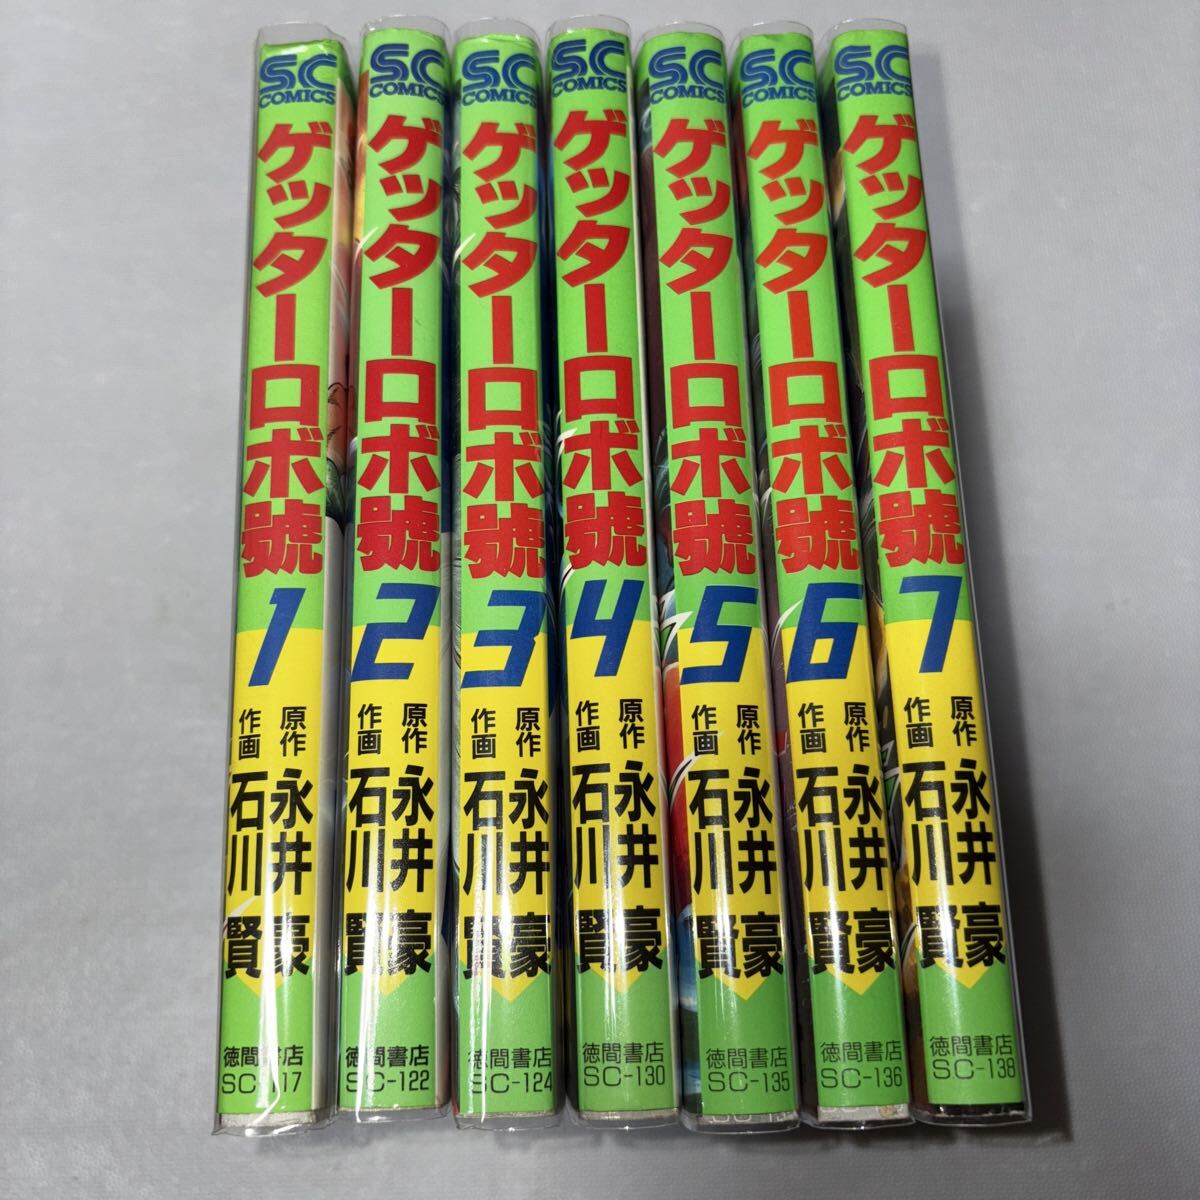 SC
COMICS
ゲッターロボ號
1
原作 永井豪
作画 石川賢
徳間書店
SC-117
SC
COMICS
ゲッターロボ號
2
原作 永井豪
作画 石川賢
徳間書店
SC-122
SC
COMICS
ゲッターロボ號
3
原作 永井豪
作画 石川賢
徳間書店
SC-124
SC
COMICS
ゲッターロボ號
4
原作 永井豪
作画 石川賢
徳間書店
SC-130
SC
COMICS
ゲッターロボ號
5
原作 永井豪
作画 石川賢
徳間書店
SC-135
SC
COMICS
ゲッターロボ號
6
原作 永井豪
作画 石川賢
徳間書店
SC-136
SC
COMICS
ゲッターロボ號
7
原作 永井豪
作画 石川賢
徳間書店
SC-138